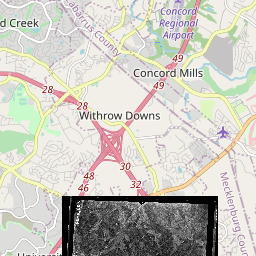 Concord
Regional
Airport
Cabarrus County
d Creek
49
Concord Mills
49
28
28
Withrow Downs
30
48
46
32
Mecklenburg Coun
Universit